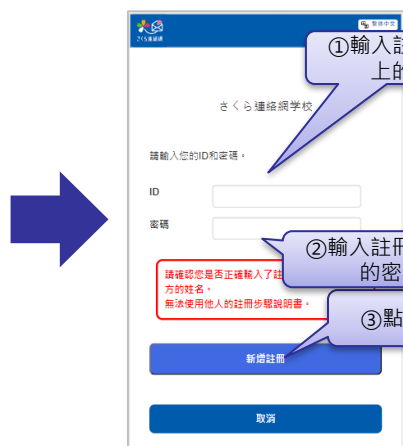 さくら連絡網
繁体中文
①輸入註
上的
さくら連絡網学校
請輸入您的ID和密碼。
ID
密碼
②輸入註冊
的密
請確認您是否正確輸入了註
方的姓名。
無法使用他人的註冊步驟說明書。
③點
新增註冊
取消